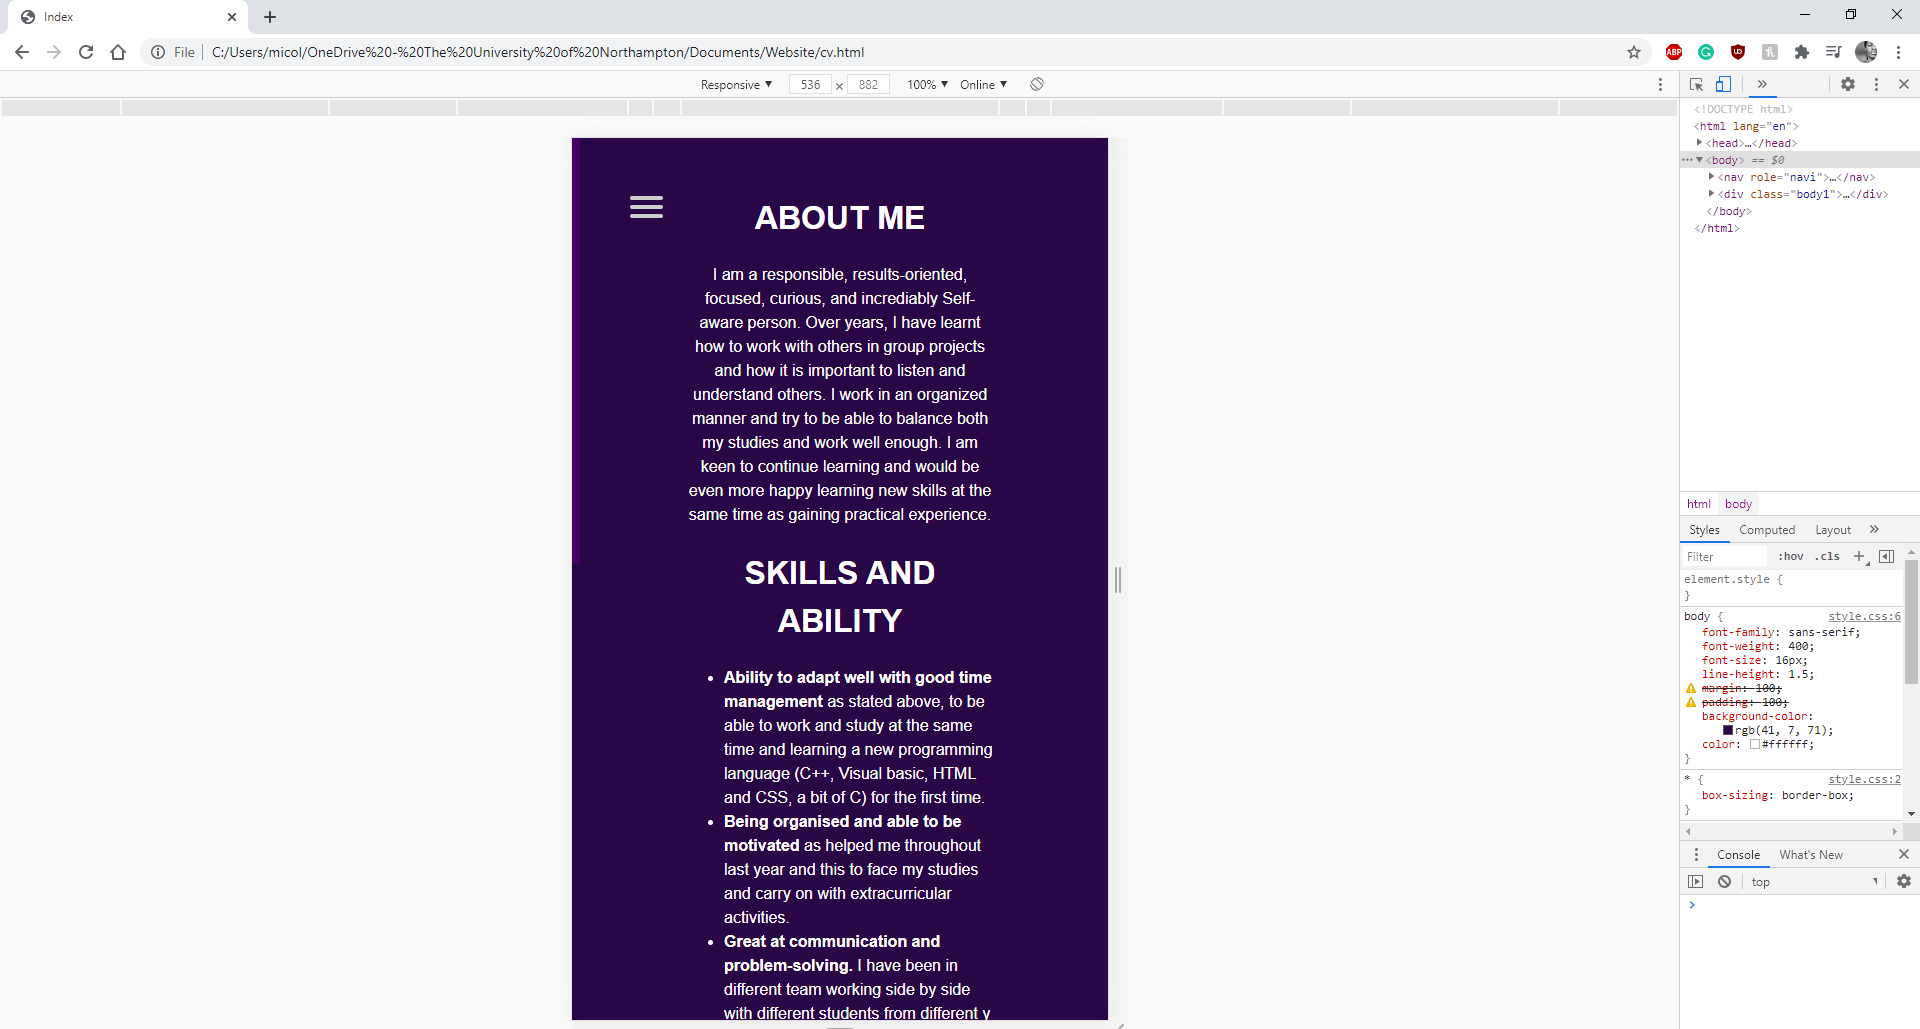 Index
File
C:/Users/micol/OneDrive%20-%20The%20University%20of%20Northampton/Documents/Website/cv.html
ABP
Responsive ▼ 536 × 882 100% ▼ Online ▼
ABOUT ME
I am a responsible, results-oriented,
focused, curious, and incrediably Self-
aware person. Over years, I have learnt
how to work with others in group projects
and how it is important to listen and
understand others. I work in an organized
manner and try to be able to balance both
my studies and work well enough. I am
keen to continue learning and would be
even more happy learning new skills at the
same time as gaining practical experience.
SKILLS AND
ABILITY
• Ability to adapt well with good time
management as stated above, to be
able to work and study at the same
time and learning a new programming
language (C++, Visual basic, HTML
and CSS, a bit of C) for the first time.
• Being organised and able to be
motivated as helped me throughout
last year and this to face my studies
and carry on with extracurricular
activities.
• Great at communication and
problem-solving. I have been in
different team working side by side
with different students from different y
<!DOCTYPE html>
<html lang="en">
<head>…</head>
<body> == $0
<nav role="navi">…</nav>
<div class="body1">…</div>
</body>
</html>
html body
Styles Computed Layout »
Filter :hov .cls +
element.style {
}
body { style.css:6
font-family: sans-serif;
font-weight: 400;
font-size: 16px;
line-height: 1.5;
margin: 100;
padding: 100;
background-color:
rgb(41, 7, 71);
color: #ffffff;
}
* { style.css:2
box-sizing: border-box;
}
Console What's New
top